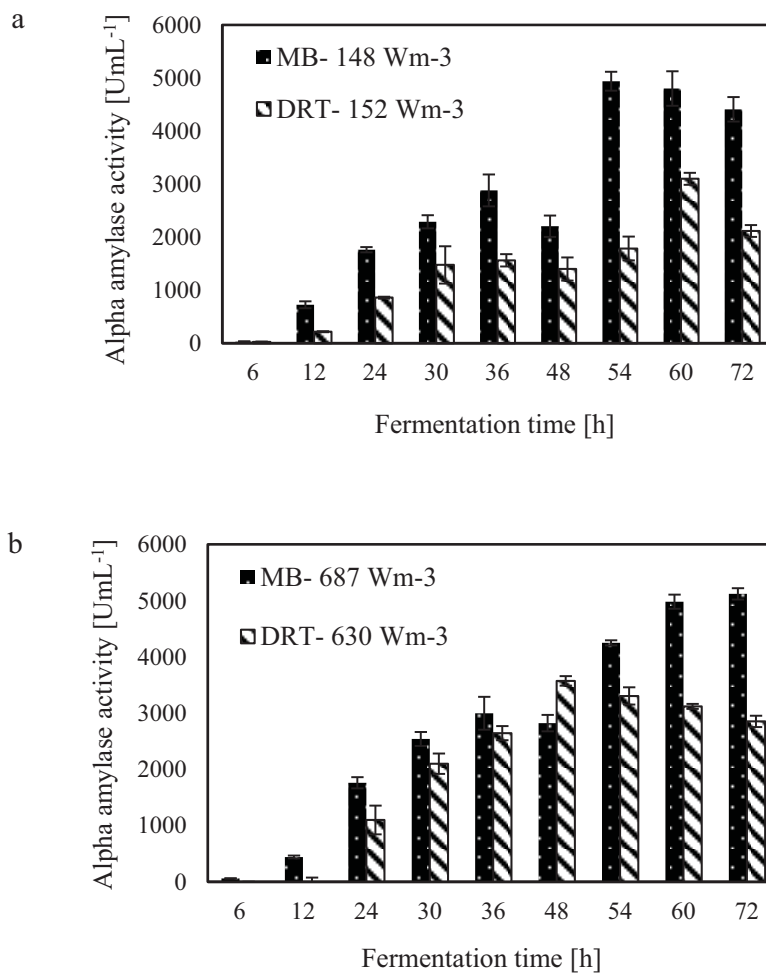 a
6000
5000
4000
3000
2000
1000
0
Alpha amylase activity [UmL⁻¹]
MB- 148 Wm-3
DRT- 152 Wm-3
6 12 24 30 36 48 54 60 72
Fermentation time [h]
b
6000
5000
4000
3000
2000
1000
0
Alpha amylase activity [UmL⁻¹]
MB- 687 Wm-3
DRT- 630 Wm-3
6 12 24 30 36 48 54 60 72
Fermentation time [h]